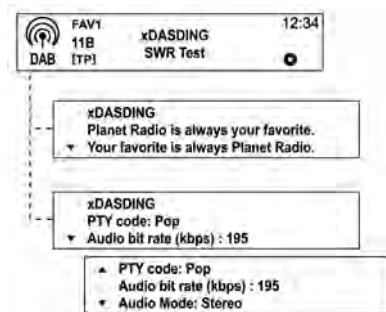 FAV1
12:34
11B
xDASDING
DAB
[TP]
SWR Test
xDASDING
Planet Radio is always your favorite.
▼ Your favorite is always Planet Radio.
xDASDING
PTY code: Pop
▼ Audio bit rate (kbps) : 195
▲ PTY code: Pop
Audio bit rate (kbps) : 195
▼ Audio Mode: Stereo